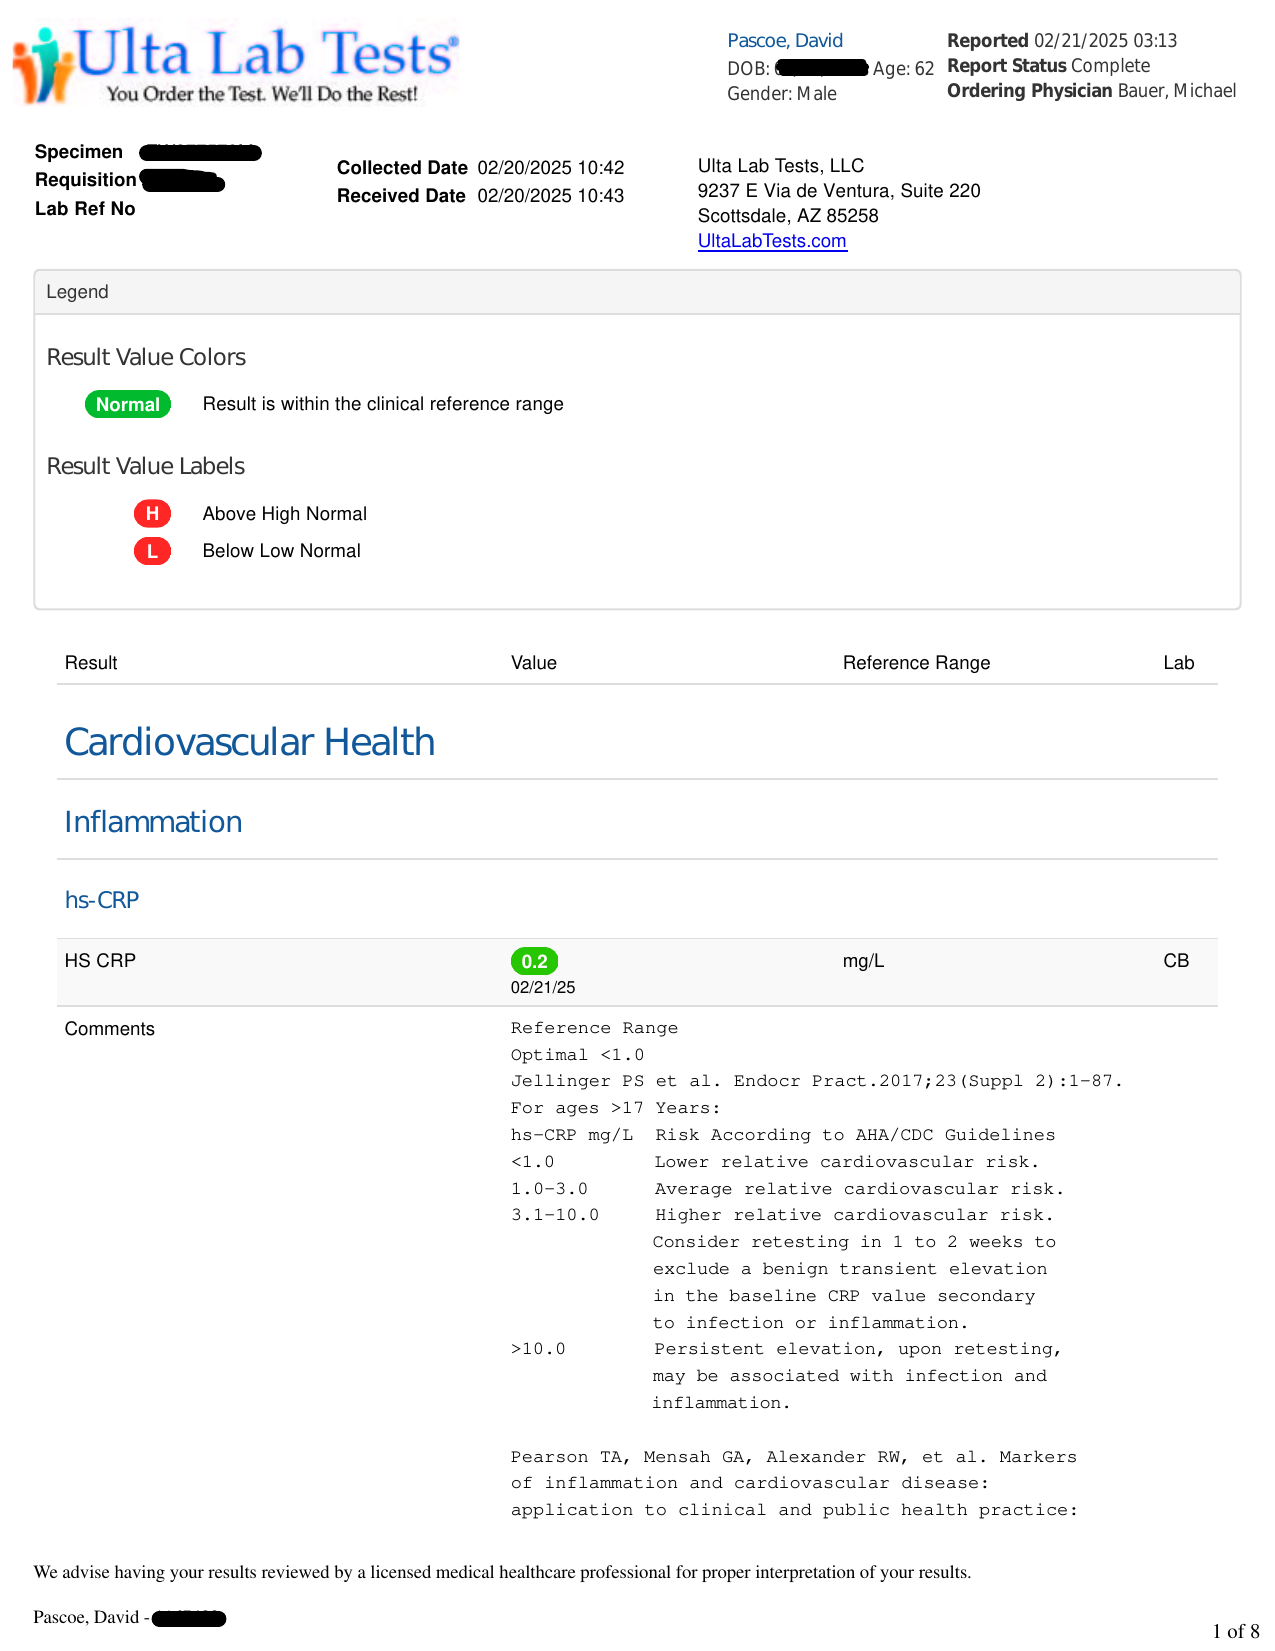 Ulta Lab Tests®
You Order the Test. We'll Do the Rest!
Pascoe, David
DOB: Age: 62
Gender: Male
Reported 02/21/2025 03:13
Report Status Complete
Ordering Physician Bauer, Michael
Specimen
Requisition
Lab Ref No
Collected Date 02/20/2025 10:42
Received Date 02/20/2025 10:43
Ulta Lab Tests, LLC
9237 E Via de Ventura, Suite 220
Scottsdale, AZ 85258
UltaLabTests.com
Legend
Result Value Colors
Normal Result is within the clinical reference range
Result Value Labels
H Above High Normal
L Below Low Normal
Result Value Reference Range Lab
Cardiovascular Health
Inflammation
hs-CRP
HS CRP 0.2 mg/L CB
02/21/25
Comments Reference Range
Optimal <1.0
Jellinger PS et al. Endocr Pract.2017;23(Suppl 2):1-87.
For ages >17 Years:
hs-CRP mg/L Risk According to AHA/CDC Guidelines
<1.0 Lower relative cardiovascular risk.
1.0-3.0 Average relative cardiovascular risk.
3.1-10.0 Higher relative cardiovascular risk.
Consider retesting in 1 to 2 weeks to
exclude a benign transient elevation
in the baseline CRP value secondary
to infection or inflammation.
>10.0 Persistent elevation, upon retesting,
may be associated with infection and
inflammation.
Pearson TA, Mensah GA, Alexander RW, et al. Markers
of inflammation and cardiovascular disease:
application to clinical and public health practice:
We advise having your results reviewed by a licensed medical healthcare professional for proper interpretation of your results.
Pascoe, David -
1 of 8